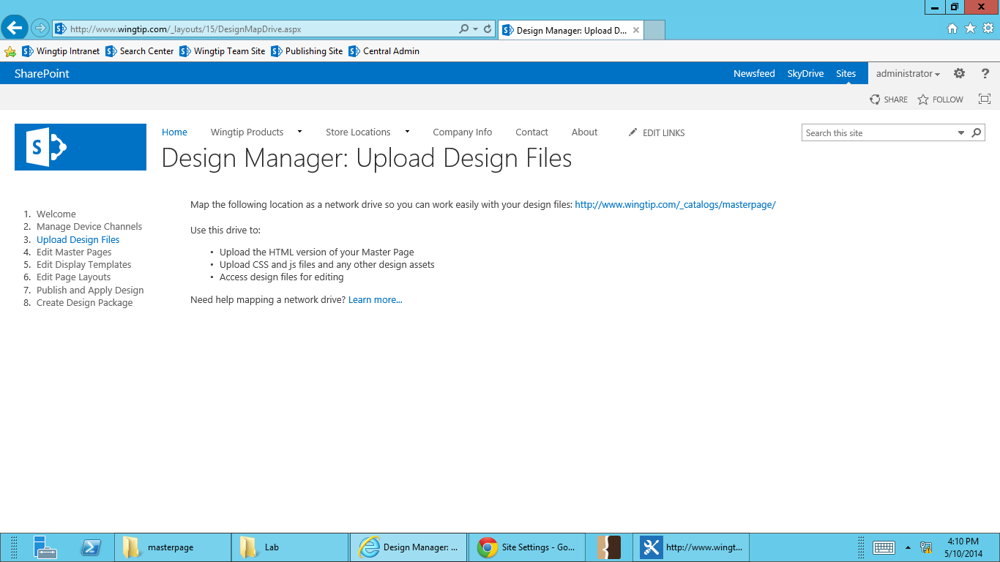 http://www.wingtip.com/_layouts/15/DesignMapDrive.aspx
Design Manager: Upload D...
Wingtip Intranet
Search Center
Wingtip Team Site
Publishing Site
Central Admin
SharePoint
Newsfeed
SkyDrive
Sites
administrator
?
SHARE
FOLLOW
S
Home
Wingtip Products
Store Locations
Company Info
Contact
About
EDIT LINKS
Search this site
Design Manager: Upload Design Files
1. Welcome
2. Manage Device Channels
3. Upload Design Files
4. Edit Master Pages
5. Edit Display Templates
6. Edit Page Layouts
7. Publish and Apply Design
8. Create Design Package
Map the following location as a network drive so you can work easily with your design files: http://www.wingtip.com/_catalogs/masterpage/
Use this drive to:
• Upload the HTML version of your Master Page
• Upload CSS and js files and any other design assets
• Access design files for editing
Need help mapping a network drive? Learn more...
masterpage
Lab
Design Manager: ...
Site Settings - Go...
http://www.wingt...
4:10 PM
5/10/2014